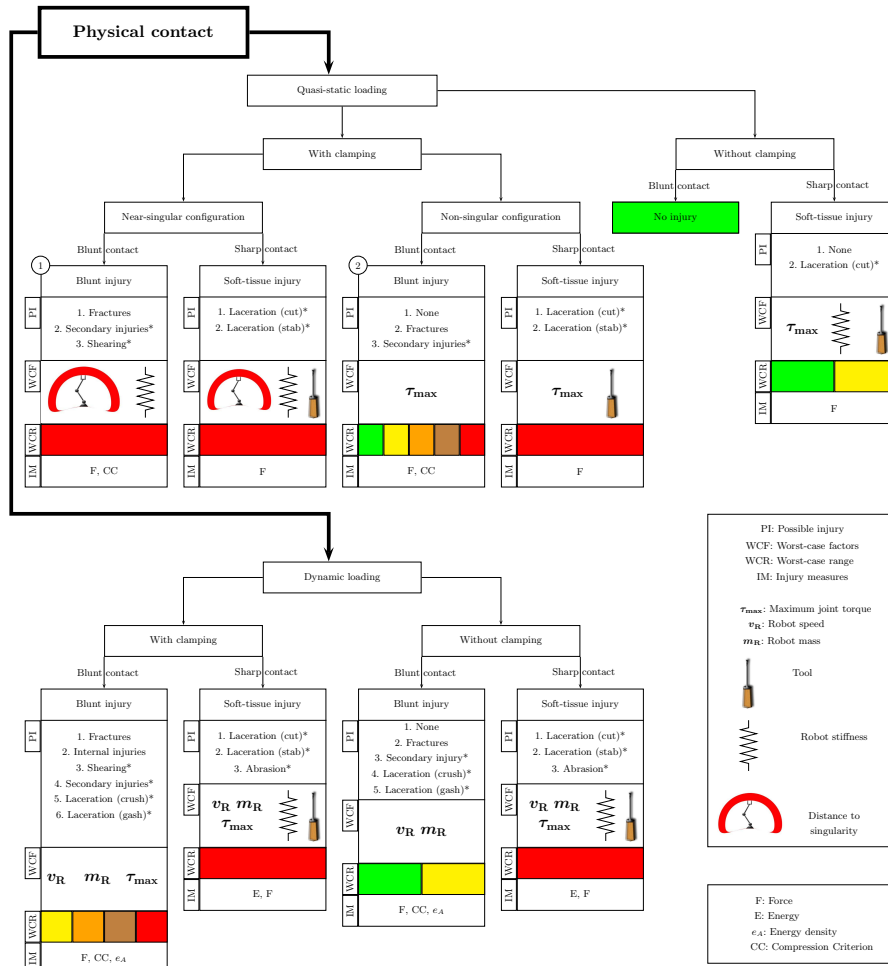 Physical contact
Quasi-static loading
With clamping
Without clamping
Blunt contact
Sharp contact
Near-singular configuration
Non-singular configuration
No injury
Soft-tissue injury
PI
1. None
2. Laceration (cut)*
WCF
τmax
WCR
IM
F
Blunt contact
Sharp contact
Blunt contact
Sharp contact
1
Blunt injury
PI
1. Fractures
2. Secondary injuries*
3. Shearing*
WCF
WCR
IM
F, CC
Soft-tissue injury
PI
1. Laceration (cut)*
2. Laceration (stab)*
WCF
WCR
IM
F
2
Blunt injury
PI
1. None
2. Fractures
3. Secondary injuries*
WCF
τmax
WCR
IM
F, CC
Soft-tissue injury
PI
1. Laceration (cut)*
2. Laceration (stab)*
WCF
τmax
WCR
IM
F
Dynamic loading
With clamping
Without clamping
Blunt contact
Sharp contact
Blunt contact
Sharp contact
Blunt injury
PI
1. Fractures
2. Internal injuries
3. Shearing*
4. Secondary injuries*
5. Laceration (crush)*
6. Laceration (gash)*
WCF
vR mR τmax
WCR
IM
F, CC, eA
Soft-tissue injury
PI
1. Laceration (cut)*
2. Laceration (stab)*
3. Abrasion*
WCF
vR mR
τmax
WCR
IM
E, F
Blunt injury
PI
1. None
2. Fractures
3. Secondary injury*
4. Laceration (crush)*
5. Laceration (gash)*
WCF
vR mR
WCR
IM
F, CC, eA
Soft-tissue injury
PI
1. Laceration (cut)*
2. Laceration (stab)*
3. Abrasion*
WCF
vR mR
τmax
WCR
IM
E, F
PI: Possible injury
WCF: Worst-case factors
WCR: Worst-case range
IM: Injury measures
τmax: Maximum joint torque
vR: Robot speed
mR: Robot mass
Tool
Robot stiffness
Distance to
singularity
F: Force
E: Energy
eA: Energy density
CC: Compression Criterion